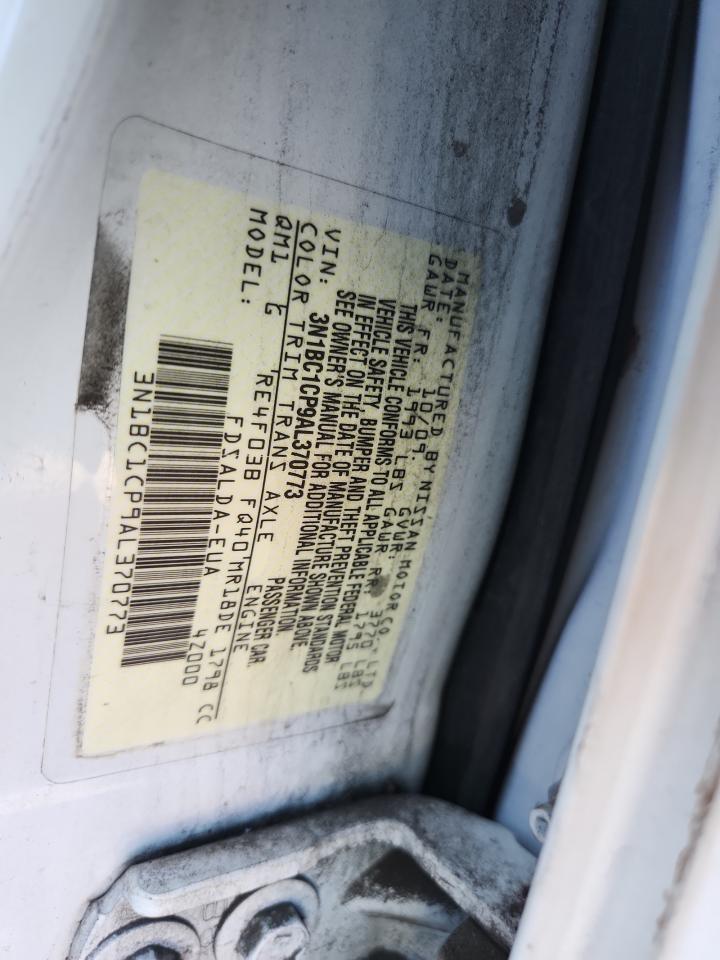 MANUFACTURED BY NISSAN MOTOR CO., LTD
DATE: 10/09 GVWR: 3770 LBS
GAWR FR. 1993 LBS GAWR RR: 1795 LBS
THIS VEHICLE CONFORMS TO ALL APPLICABLE FEDERAL MOTOR
VEHICLE SAFETY, BUMPER AND THEFT PREVENTION STANDARDS
IN EFFECT ON THE DATE OF MANUFACTURE SHOWN ABOVE.
SEE OWNER'S MANUAL FOR ADDITIONAL INFORMATION.
VIN: 3N1BC1CP9AL370773 PASSENGER CAR
COLOR TRIM TRANS AXLE ENGINE
QM1 G RE4F03B FQ40 MR18DE 1798 CC
MODEL: FDSALDA-EUA 4Z000
3N1BC1CP9AL370773